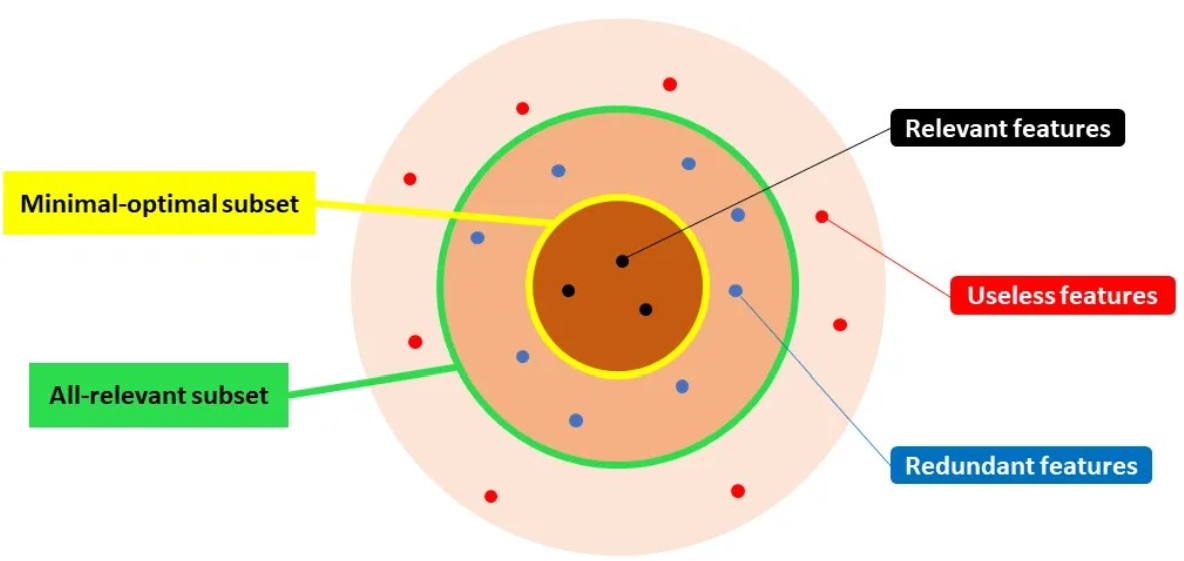 Relevant features
Minimal-optimal subset
Useless features
All-relevant subset
Redundant features